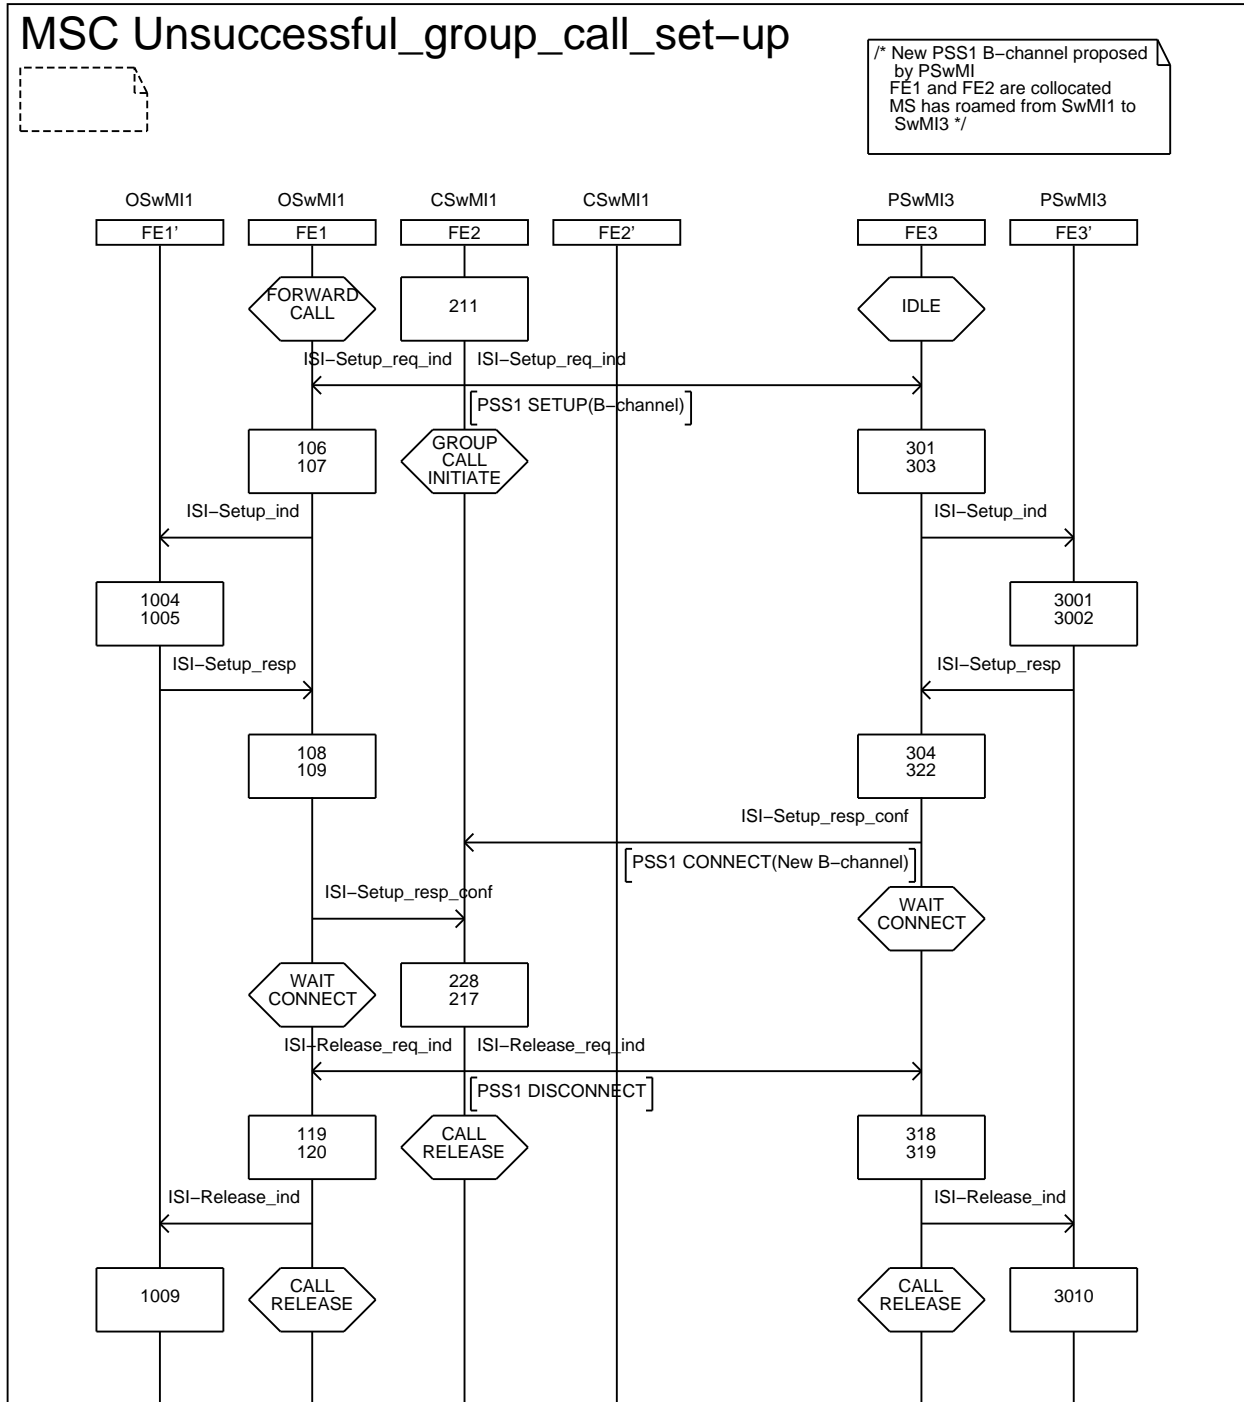 MSC Unsuccessful_group_call_set−up
/* New PSS1 B−channel proposed
by PSwMI
FE1 and FE2 are collocated
MS has roamed from SwMI1 to
SwMI3 */
OSwMI1 OSwMI1 CSwMI1 CSwMI1 PSwMI3 PSwMI3
FE1' FE1 FE2 FE2' FE3 FE3'
FORWARD
CALL
211
IDLE
ISI−Setup_req_ind ISI−Setup_req_ind
PSS1 SETUP(B−channel)
106
107
GROUP
CALL
INITIATE
301
303
ISI−Setup_ind ISI−Setup_ind
1004
1005
3001
3002
ISI−Setup_resp ISI−Setup_resp
108
109
304
322
ISI−Setup_resp_conf
PSS1 CONNECT(New B−channel)
ISI−Setup_resp_conf
WAIT
CONNECT
WAIT
CONNECT
228
217
ISI−Release_req_ind ISI−Release_req_ind
PSS1 DISCONNECT
119
120
CALL
RELEASE
318
319
ISI−Release_ind ISI−Release_ind
1009
CALL
RELEASE
CALL
RELEASE
3010